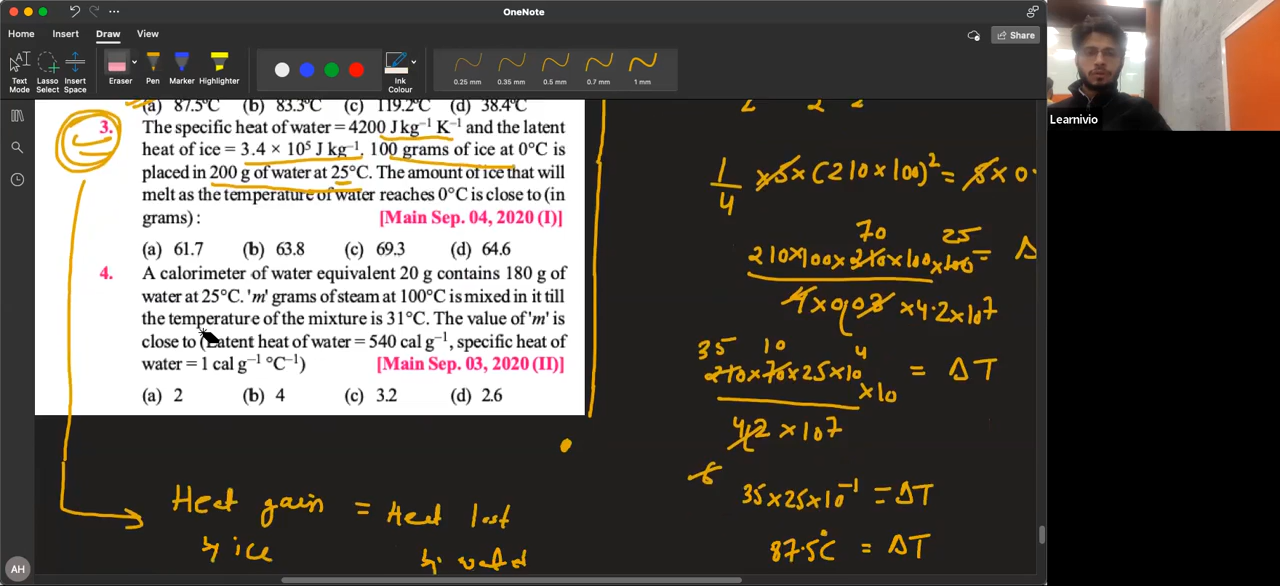 OneNote
Home Insert Draw View
Share
Text Mode
Lasso Select
Insert Space
Eraser
Pen
Marker
Highlighter
Ink Colour
0.25 mm 0.35 mm 0.5 mm 0.7 mm 1 mm
Learnivio
(a) 87.5°C (b) 83.3°C (c) 119.2°C (d) 38.4°C
3. The specific heat of water = 4200 J kg⁻¹ K⁻¹ and the latent
heat of ice = 3.4 × 10⁵ J kg⁻¹. 100 grams of ice at 0°C is
placed in 200 g of water at 25°C. The amount of ice that will
melt as the temperature of water reaches 0°C is close to (in
grams) : [Main Sep. 04, 2020 (I)]
(a) 61.7 (b) 63.8 (c) 69.3 (d) 64.6
4. A calorimeter of water equivalent 20 g contains 180 g of
water at 25°C. 'm' grams of steam at 100°C is mixed in it till
the temperature of the mixture is 31°C. The value of 'm' is
close to (Latent heat of water = 540 cal g⁻¹, specific heat of
water = 1 cal g⁻¹ °C⁻¹) [Main Sep. 03, 2020 (II)]
(a) 2 (b) 4 (c) 3.2 (d) 2.6
Heat gain = Heat lost
by ice by water
2 2 2
1/4 × 5 × (210×100)² = 5 × 0.
70 25
210×100×210×100×100 = Δ
4×0.03×4.2×10⁷
35 10 4
210×70×25×10 = ΔT
×10
4.2 × 10⁷
35×25×10⁻¹ = ΔT
87.5°C = ΔT
AH